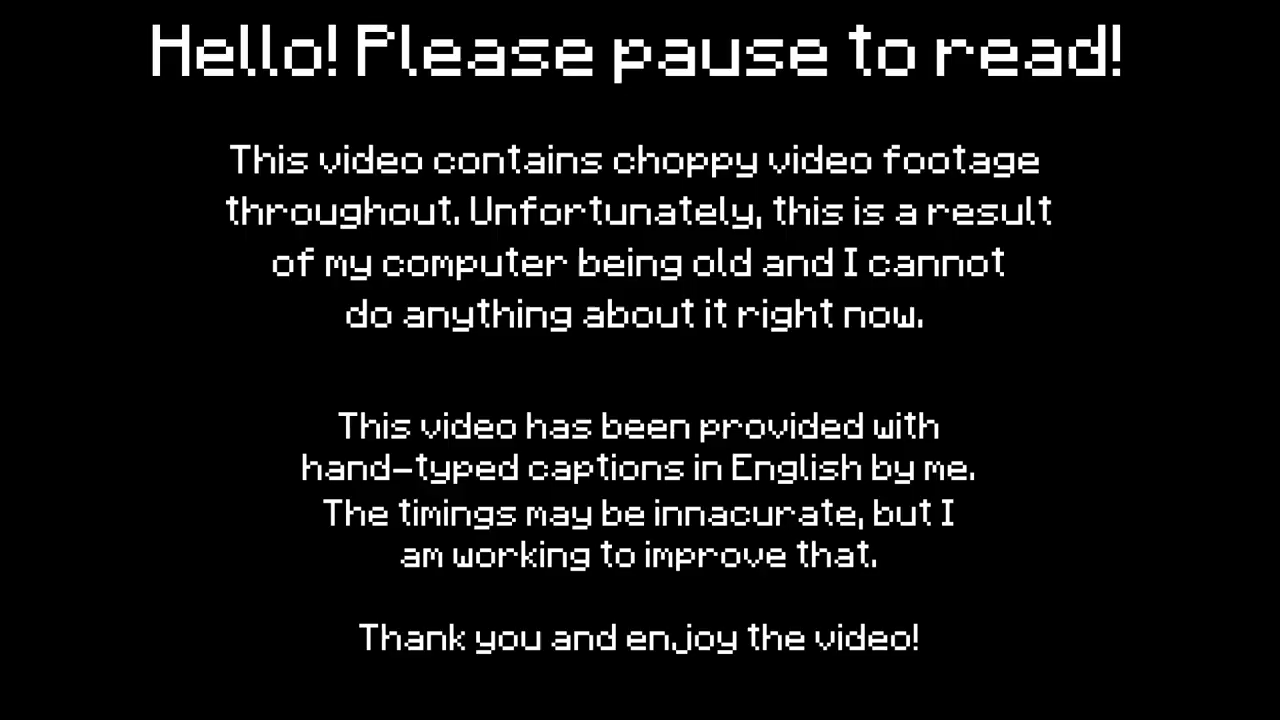 Hello! Please pause to read!
This video contains choppy video footage
throughout. Unfortunately, this is a result
of my computer being old and I cannot
do anything about it right now.
This video has been provided with
hand-typed captions in English by me.
The timings may be innacurate, but I
am working to improve that.
Thank you and enjoy the video!